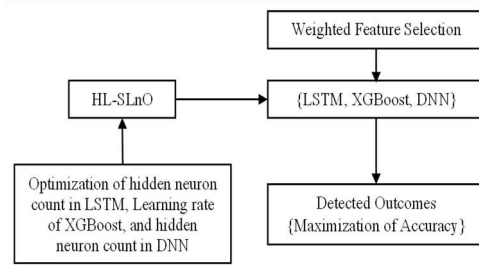 Weighted Feature Selection
HL-SLnO
{LSTM, XGBoost, DNN}
Optimization of hidden neuron
count in LSTM, Learning rate
of XGBoost, and hidden
neuron count in DNN
Detected Outcomes
{Maximization of Accuracy}